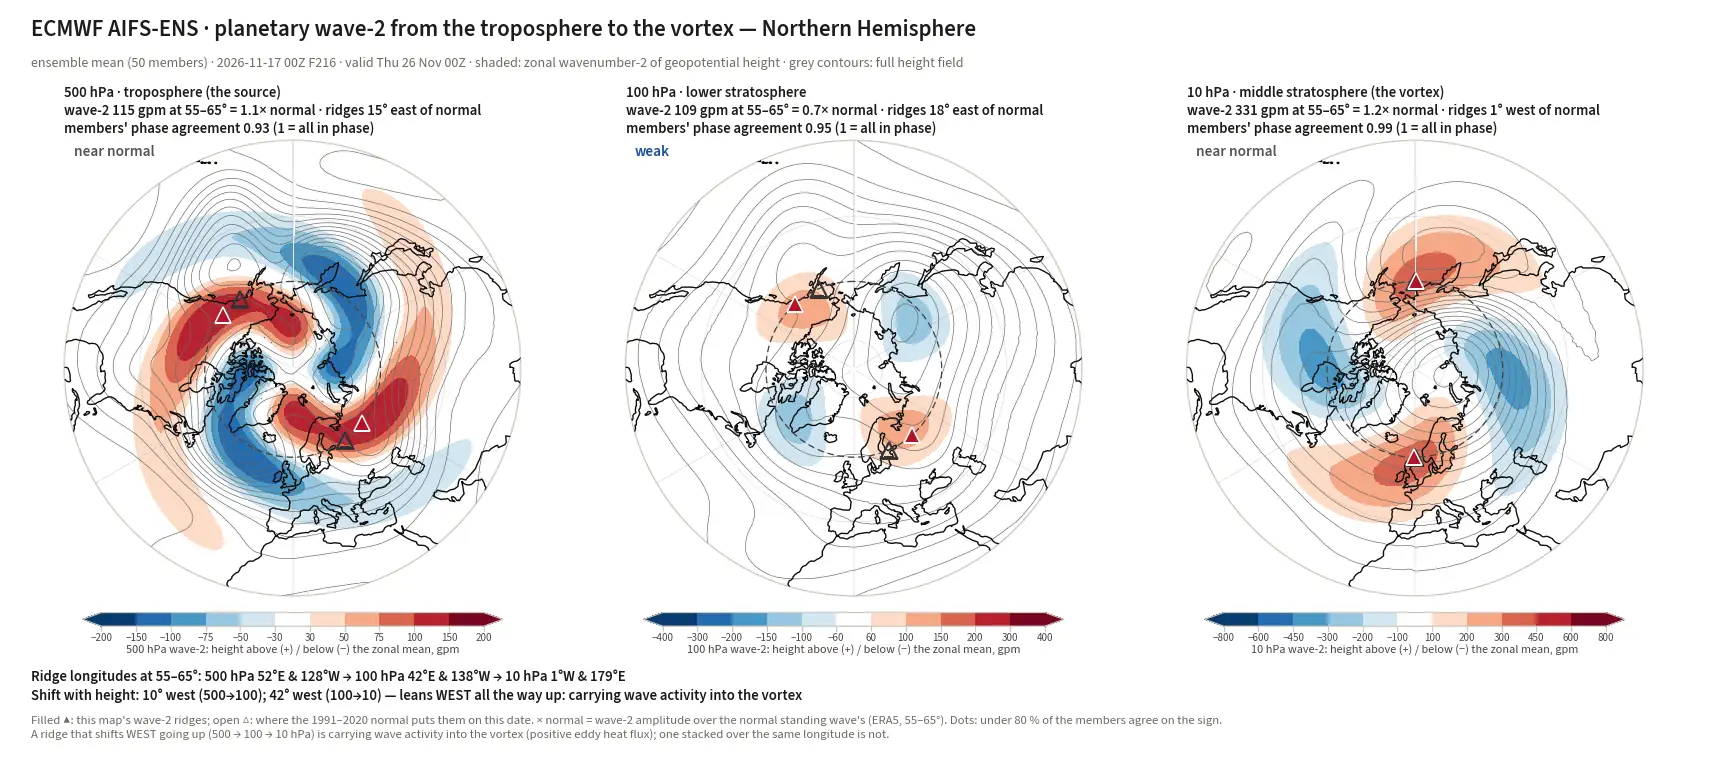 ECMWF AIFS-ENS · planetary wave-2 from the troposphere to the vortex — Northern Hemisphere
ensemble mean (50 members) · 2026-11-17 00Z F216 · valid Thu 26 Nov 00Z · shaded: zonal wavenumber-2 of geopotential height · grey contours: full height field
500 hPa · troposphere (the source)
wave-2 115 gpm at 55–65° = 1.1× normal · ridges 15° east of normal
members' phase agreement 0.93 (1 = all in phase)
near normal
100 hPa · lower stratosphere
wave-2 109 gpm at 55–65° = 0.7× normal · ridges 18° east of normal
members' phase agreement 0.95 (1 = all in phase)
weak
10 hPa · middle stratosphere (the vortex)
wave-2 331 gpm at 55–65° = 1.2× normal · ridges 1° west of normal
members' phase agreement 0.99 (1 = all in phase)
near normal
−200 −150 −100 −75 −50 −30 30 50 75 100 150 200
500 hPa wave-2: height above (+) / below (−) the zonal mean, gpm
−400 −300 −200 −150 −100 −60 60 100 150 200 300 400
100 hPa wave-2: height above (+) / below (−) the zonal mean, gpm
−800 −600 −450 −300 −200 −100 100 200 300 450 600 800
10 hPa wave-2: height above (+) / below (−) the zonal mean, gpm
Ridge longitudes at 55–65°: 500 hPa 52°E & 128°W → 100 hPa 42°E & 138°W → 10 hPa 1°W & 179°E
Shift with height: 10° west (500→100); 42° west (100→10) — leans WEST all the way up: carrying wave activity into the vortex
Filled ▲: this map's wave-2 ridges; open △: where the 1991–2020 normal puts them on this date. × normal = wave-2 amplitude over the normal standing wave's (ERA5, 55–65°). Dots: under 80 % of the members agree on the sign.
A ridge that shifts WEST going up (500 → 100 → 10 hPa) is carrying wave activity into the vortex (positive eddy heat flux); one stacked over the same longitude is not.